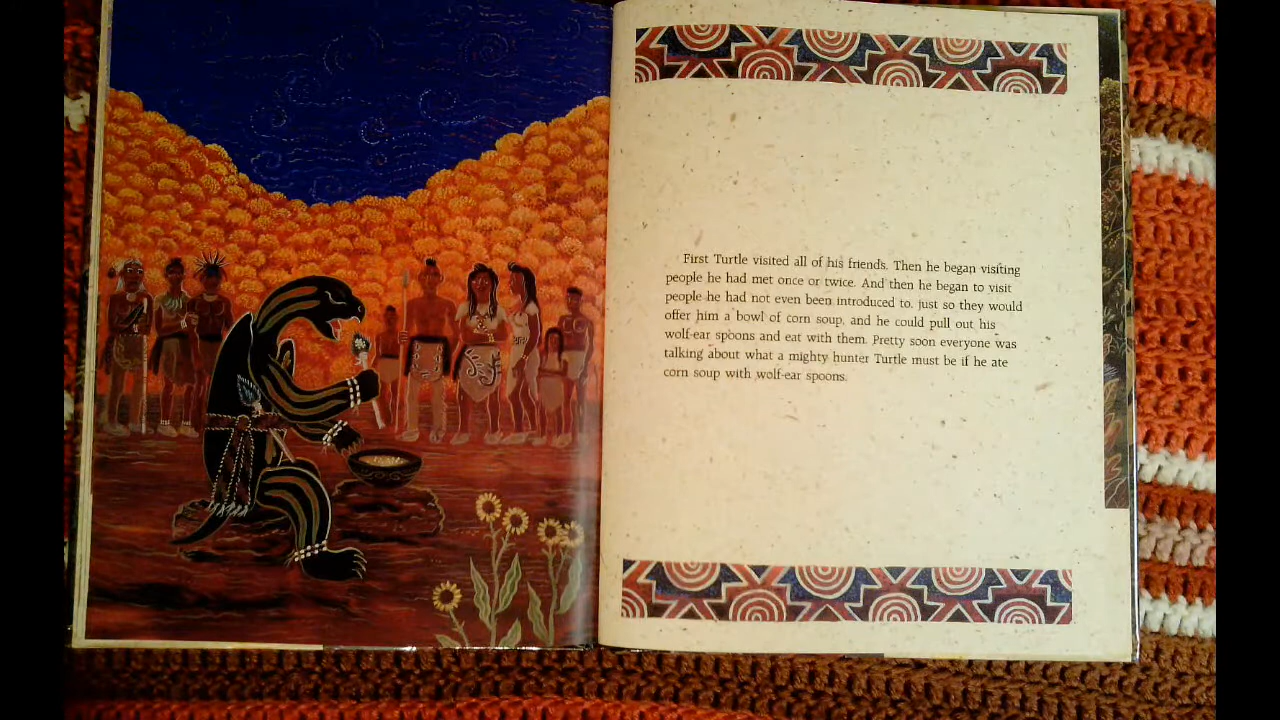 First Turtle visited all of his friends. Then he began visiting
people he had met once or twice. And then he began to visit
people he had not even been introduced to, just so they would
offer him a bowl of corn soup, and he could pull out his
wolf-ear spoons and eat with them. Pretty soon everyone was
talking about what a mighty hunter Turtle must be if he ate
corn soup with wolf-ear spoons.